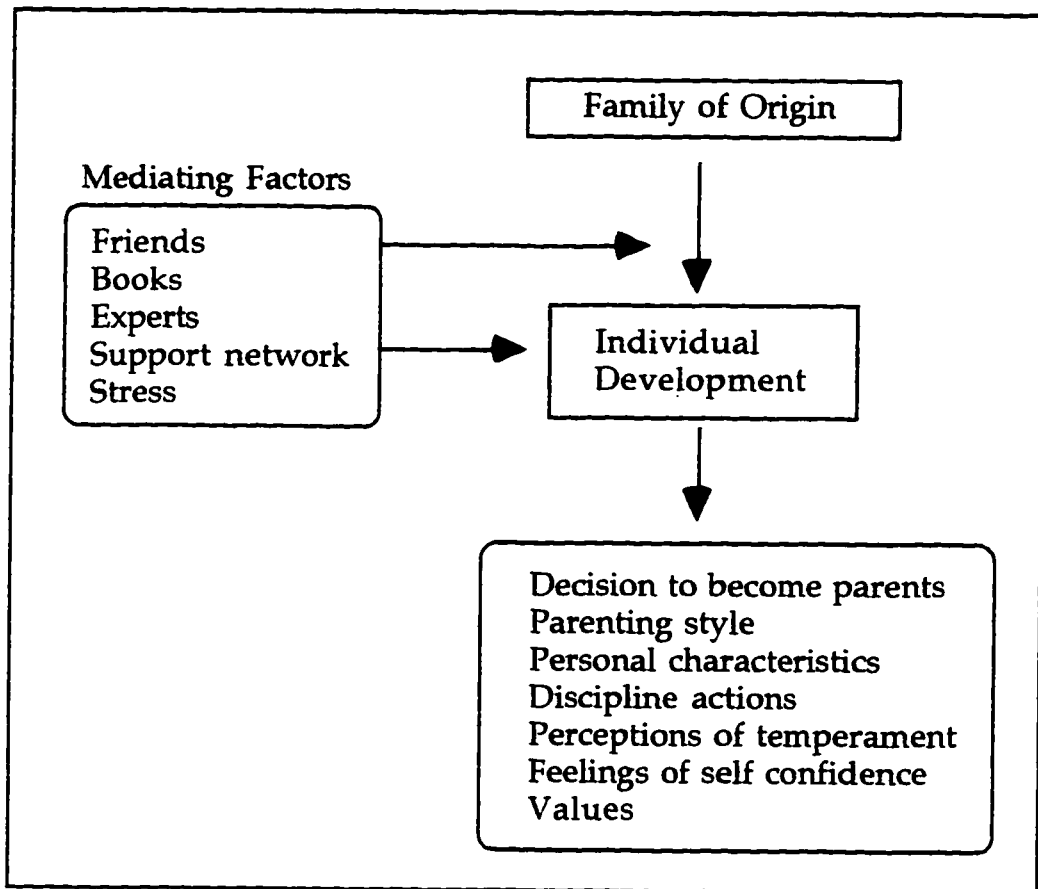 Family of Origin
Mediating Factors
Friends
Books
Experts
Support network
Stress
Individual
Development
Decision to become parents
Parenting style
Personal characteristics
Discipline actions
Perceptions of temperament
Feelings of self confidence
Values